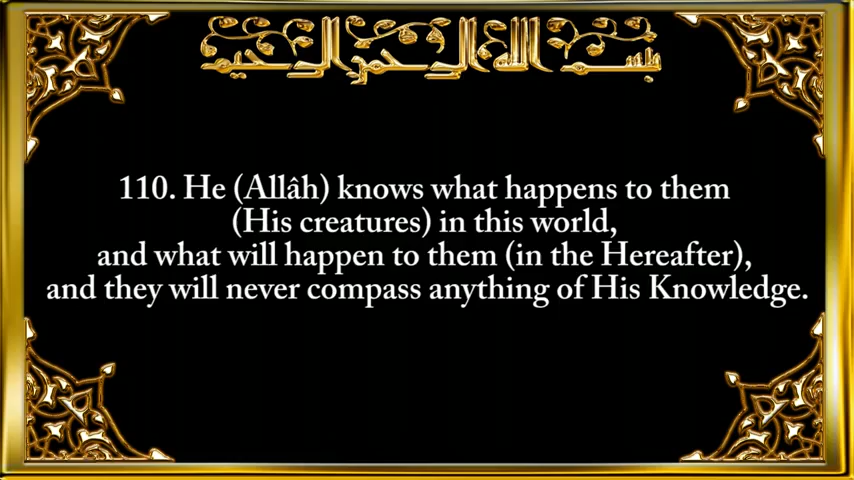 بسم الله الرحمن الرحيم
110. He (Allâh) knows what happens to them
(His creatures) in this world,
and what will happen to them (in the Hereafter),
and they will never compass anything of His Knowledge.